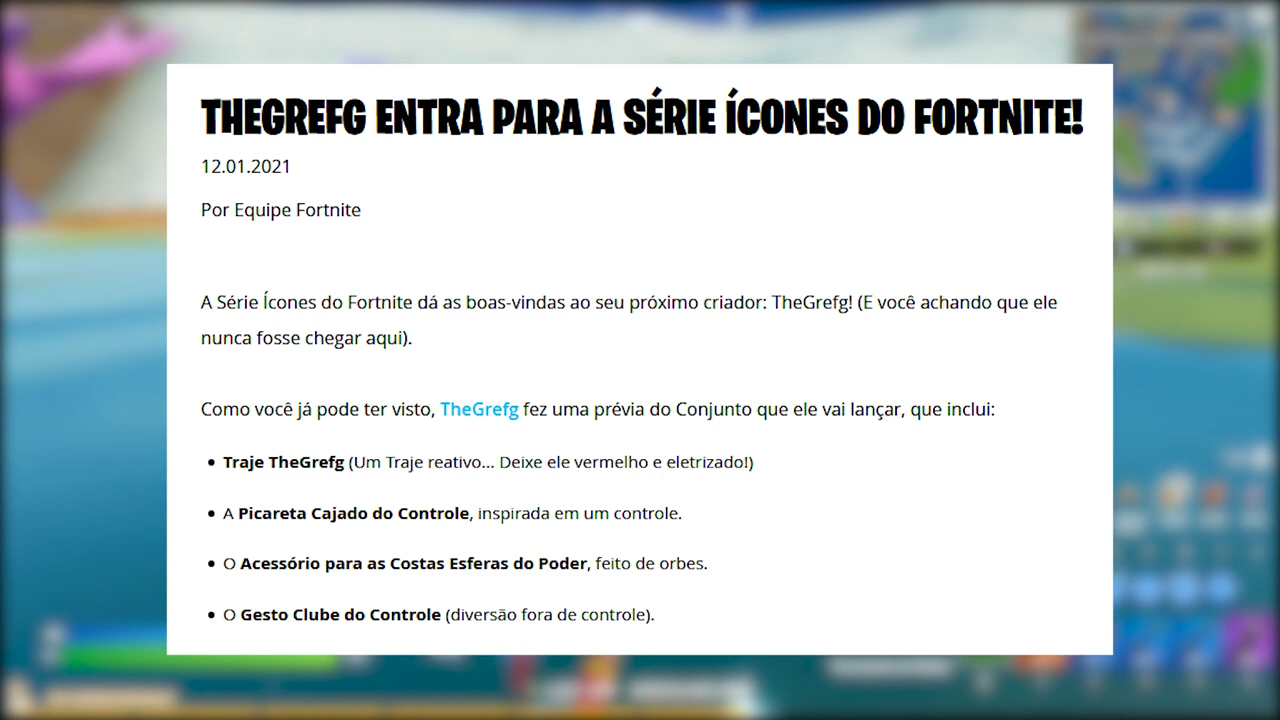 THEGREFG ENTRA PARA A SÉRIE ÍCONES DO FORTNITE!
12.01.2021
Por Equipe Fortnite
A Série Ícones do Fortnite dá as boas-vindas ao seu próximo criador: TheGrefg! (E você achando que ele
nunca fosse chegar aqui).
Como você já pode ter visto, TheGrefg fez uma prévia do Conjunto que ele vai lançar, que inclui:
• Traje TheGrefg (Um Traje reativo... Deixe ele vermelho e eletrizado!)
• A Picareta Cajado do Controle, inspirada em um controle.
• O Acessório para as Costas Esferas do Poder, feito de orbes.
• O Gesto Clube do Controle (diversão fora de controle).